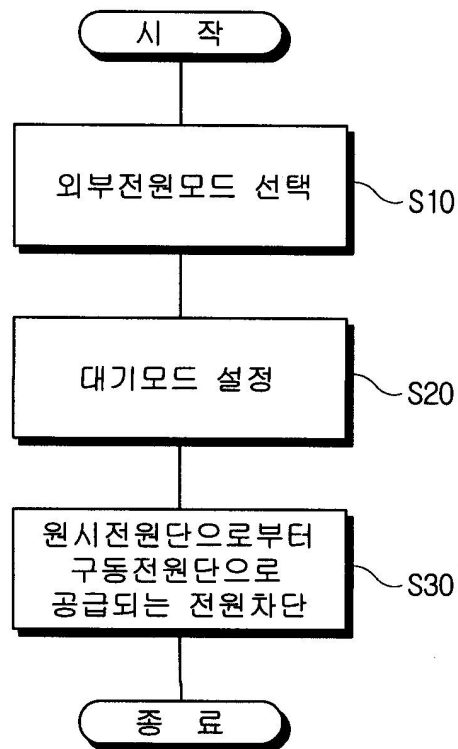 시 작
외부전원모드 선택
S10
대기모드 설정
S20
원시전원단으로부터
구동전원단으로
공급되는 전원차단
S30
종 료